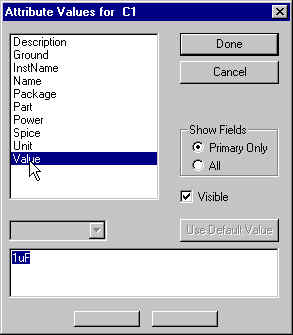 Attribute Values for C1
Description
Ground
InstName
Name
Package
Part
Power
Spice
Unit
Value
Done
Cancel
Show Fields
Primary Only
All
Visible
Use Default Value
1uF